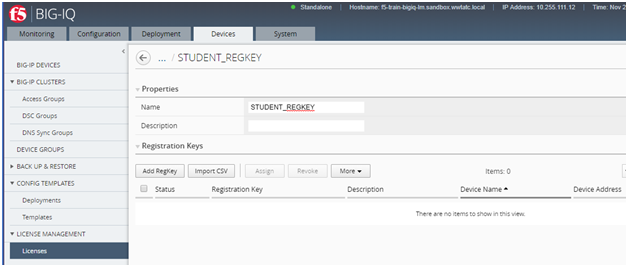 f5 BIG-IQ
Standalone Hostname: f5-train-bigiq-lm.sandbox.wwtatc.local IP Address: 10.255.111.12 Time: Nov 2
Monitoring Configuration Deployment Devices System
BIG-IP DEVICES
BIG-IP CLUSTERS
Access Groups
DSC Groups
DNS Sync Groups
DEVICE GROUPS
BACK UP & RESTORE
CONFIG TEMPLATES
Deployments
Templates
LICENSE MANAGEMENT
Licenses
... / STUDENT_REGKEY
Properties
Name STUDENT_REGKEY
Description
Registration Keys
Add RegKey Import CSV Assign Revoke More Items: 0
Status Registration Key Description Device Name Device Address
There are no items to show in this view.